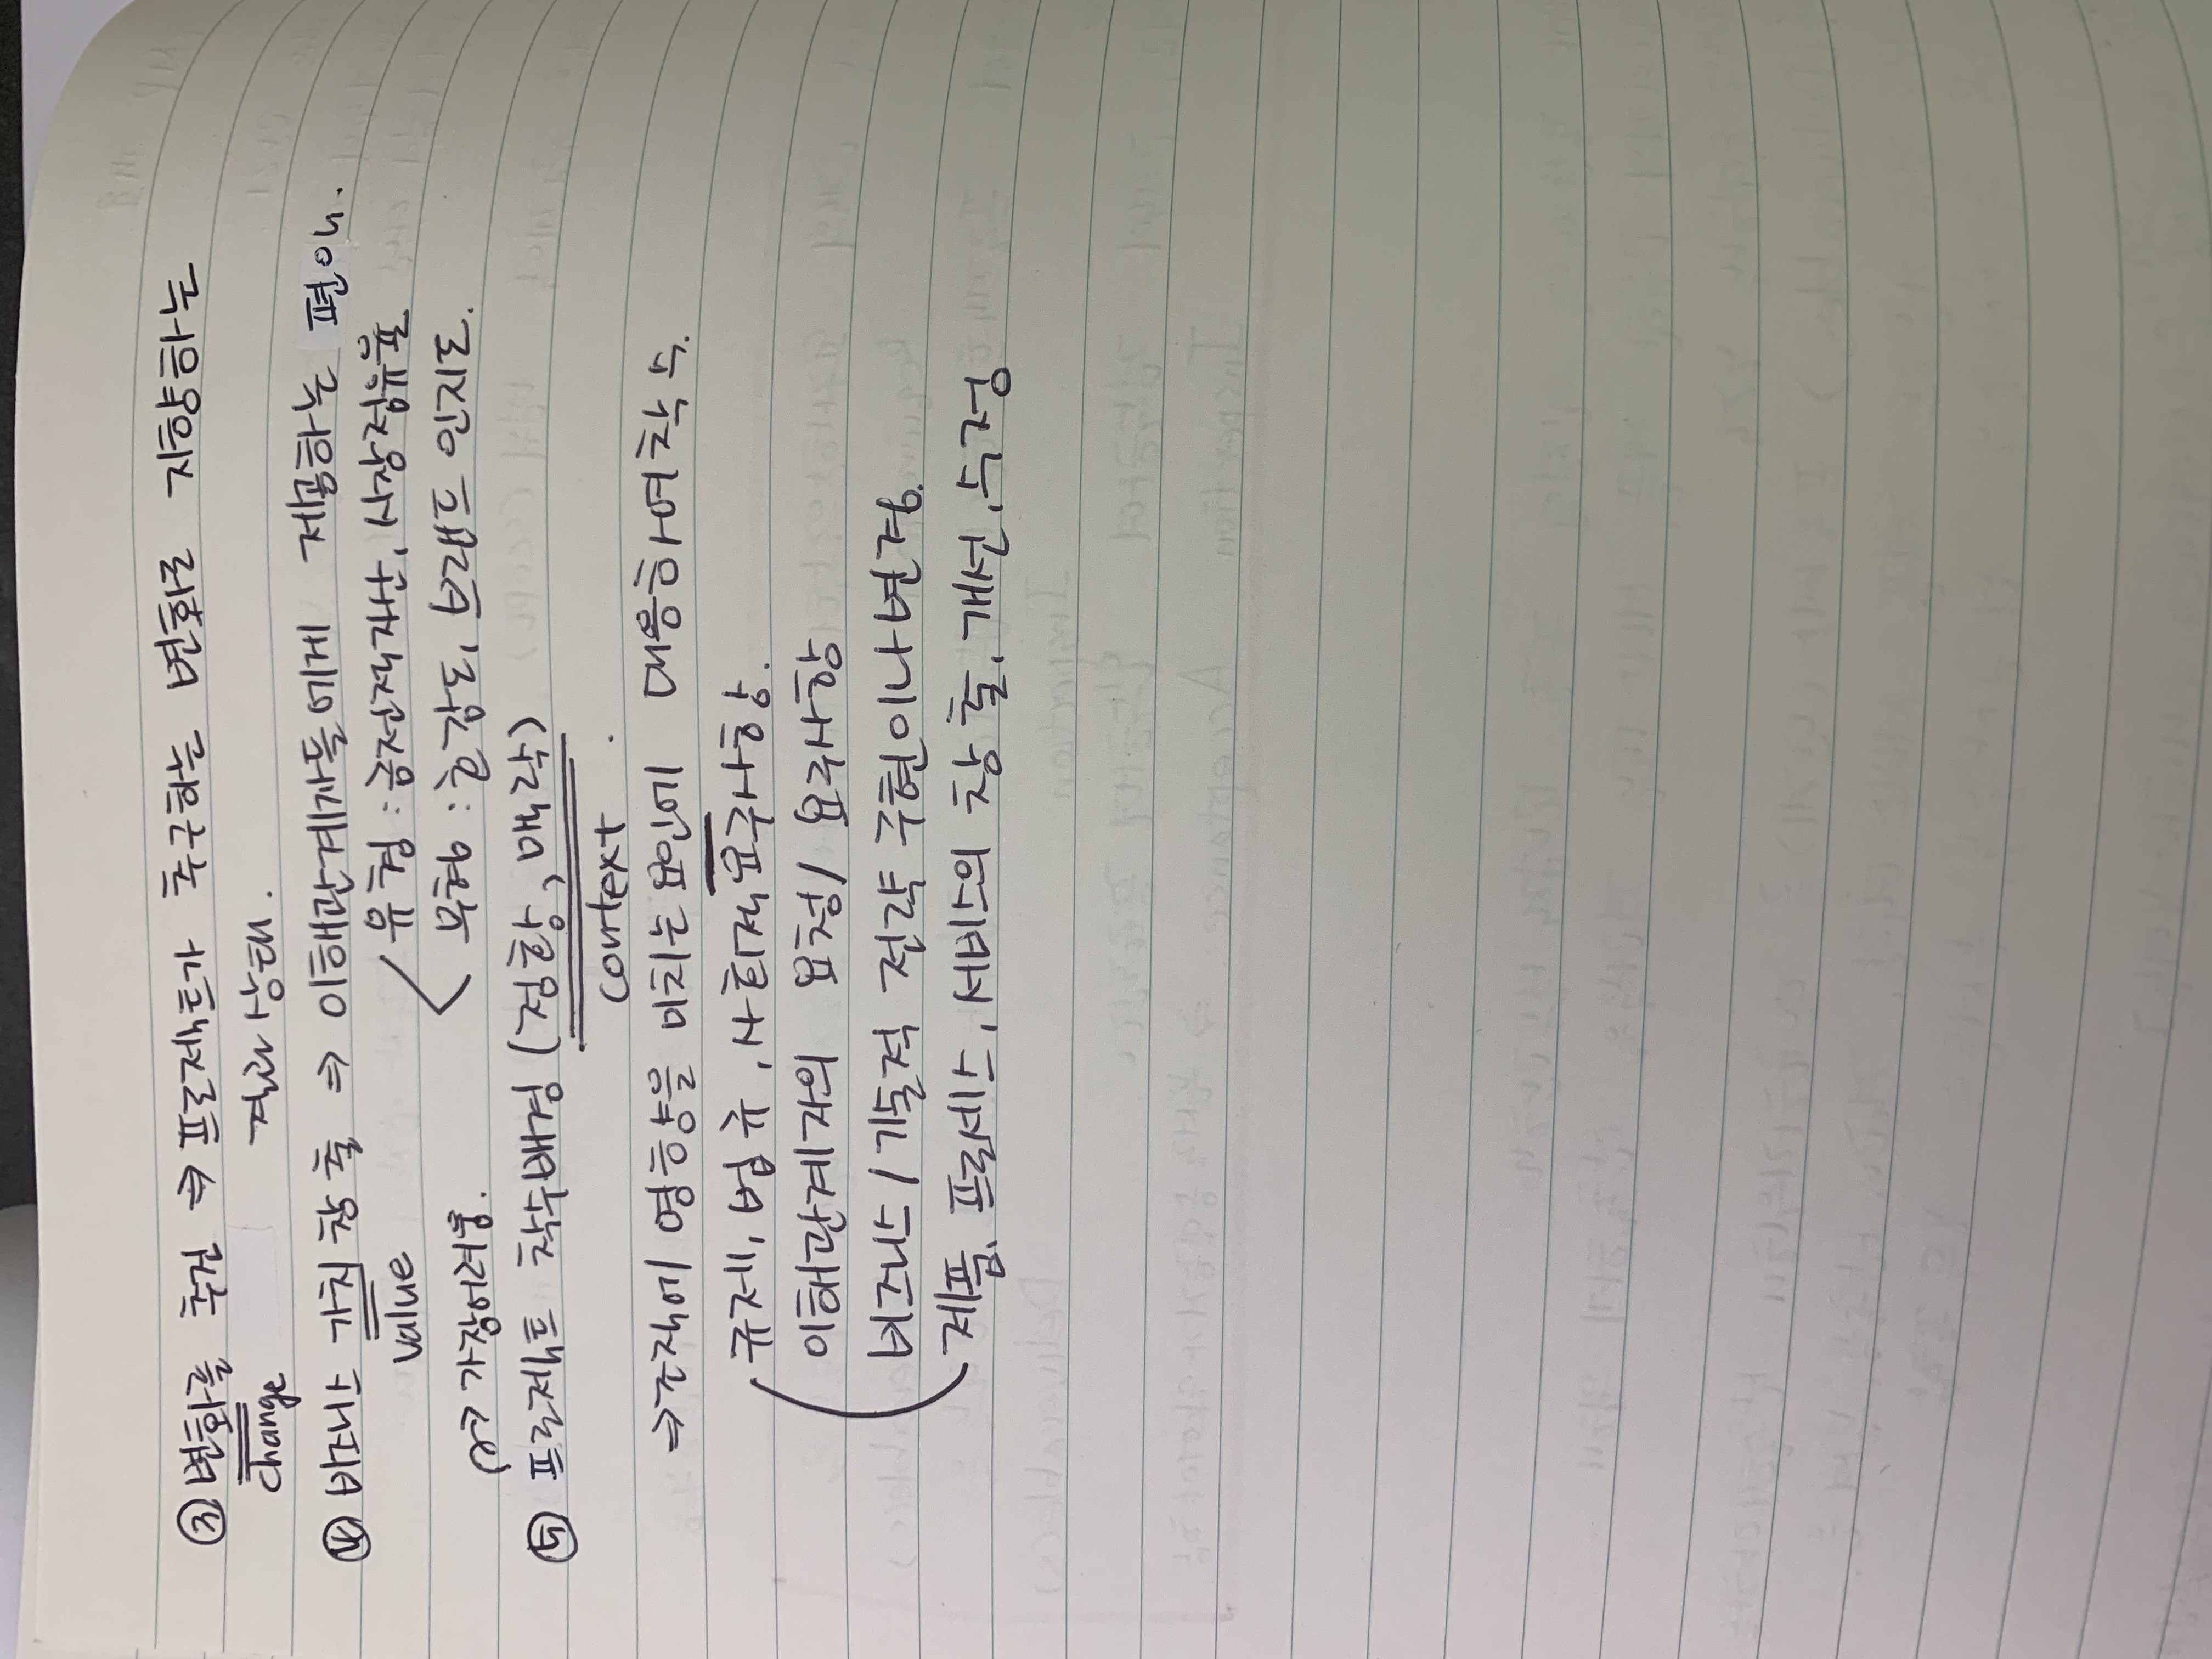 ③ 변화를 추진 ⇒ 프로젝트가 추구하는 변화로 지향하는
change 결과 상태.
④ 비즈니스 가치 창출 ⇒ 이해관계자들에게 제공하는 편익.
value 유형 : 금전적자산, 시장점유율
→ 가장어려움. 무형 : 호감도, 브랜드 인지도.
⑤ 프로젝트 착수배경 (정황, 맥락)
context
⇒ 조직에 영향을 미치는 요인에 대응하여 착수.
규제, 법규, 사회적 요구사항.
이해관계자의 요청/ 요구사항
비즈니스 / 기술적 전략 구현이나 변경.
제품, 프로세스, 서비스의 창출, 개선, 수정